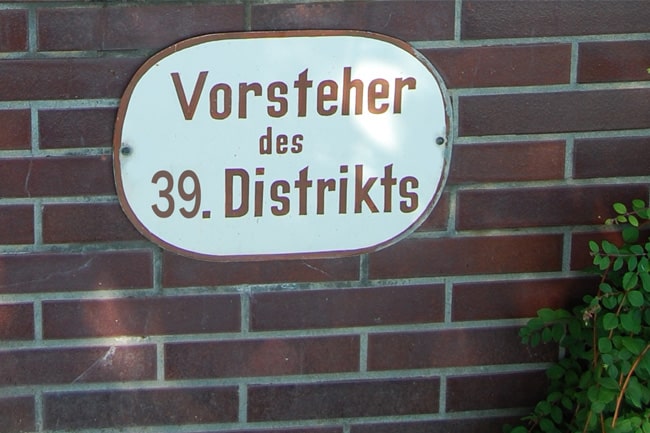 Vorsteher
des
39. Distrikts